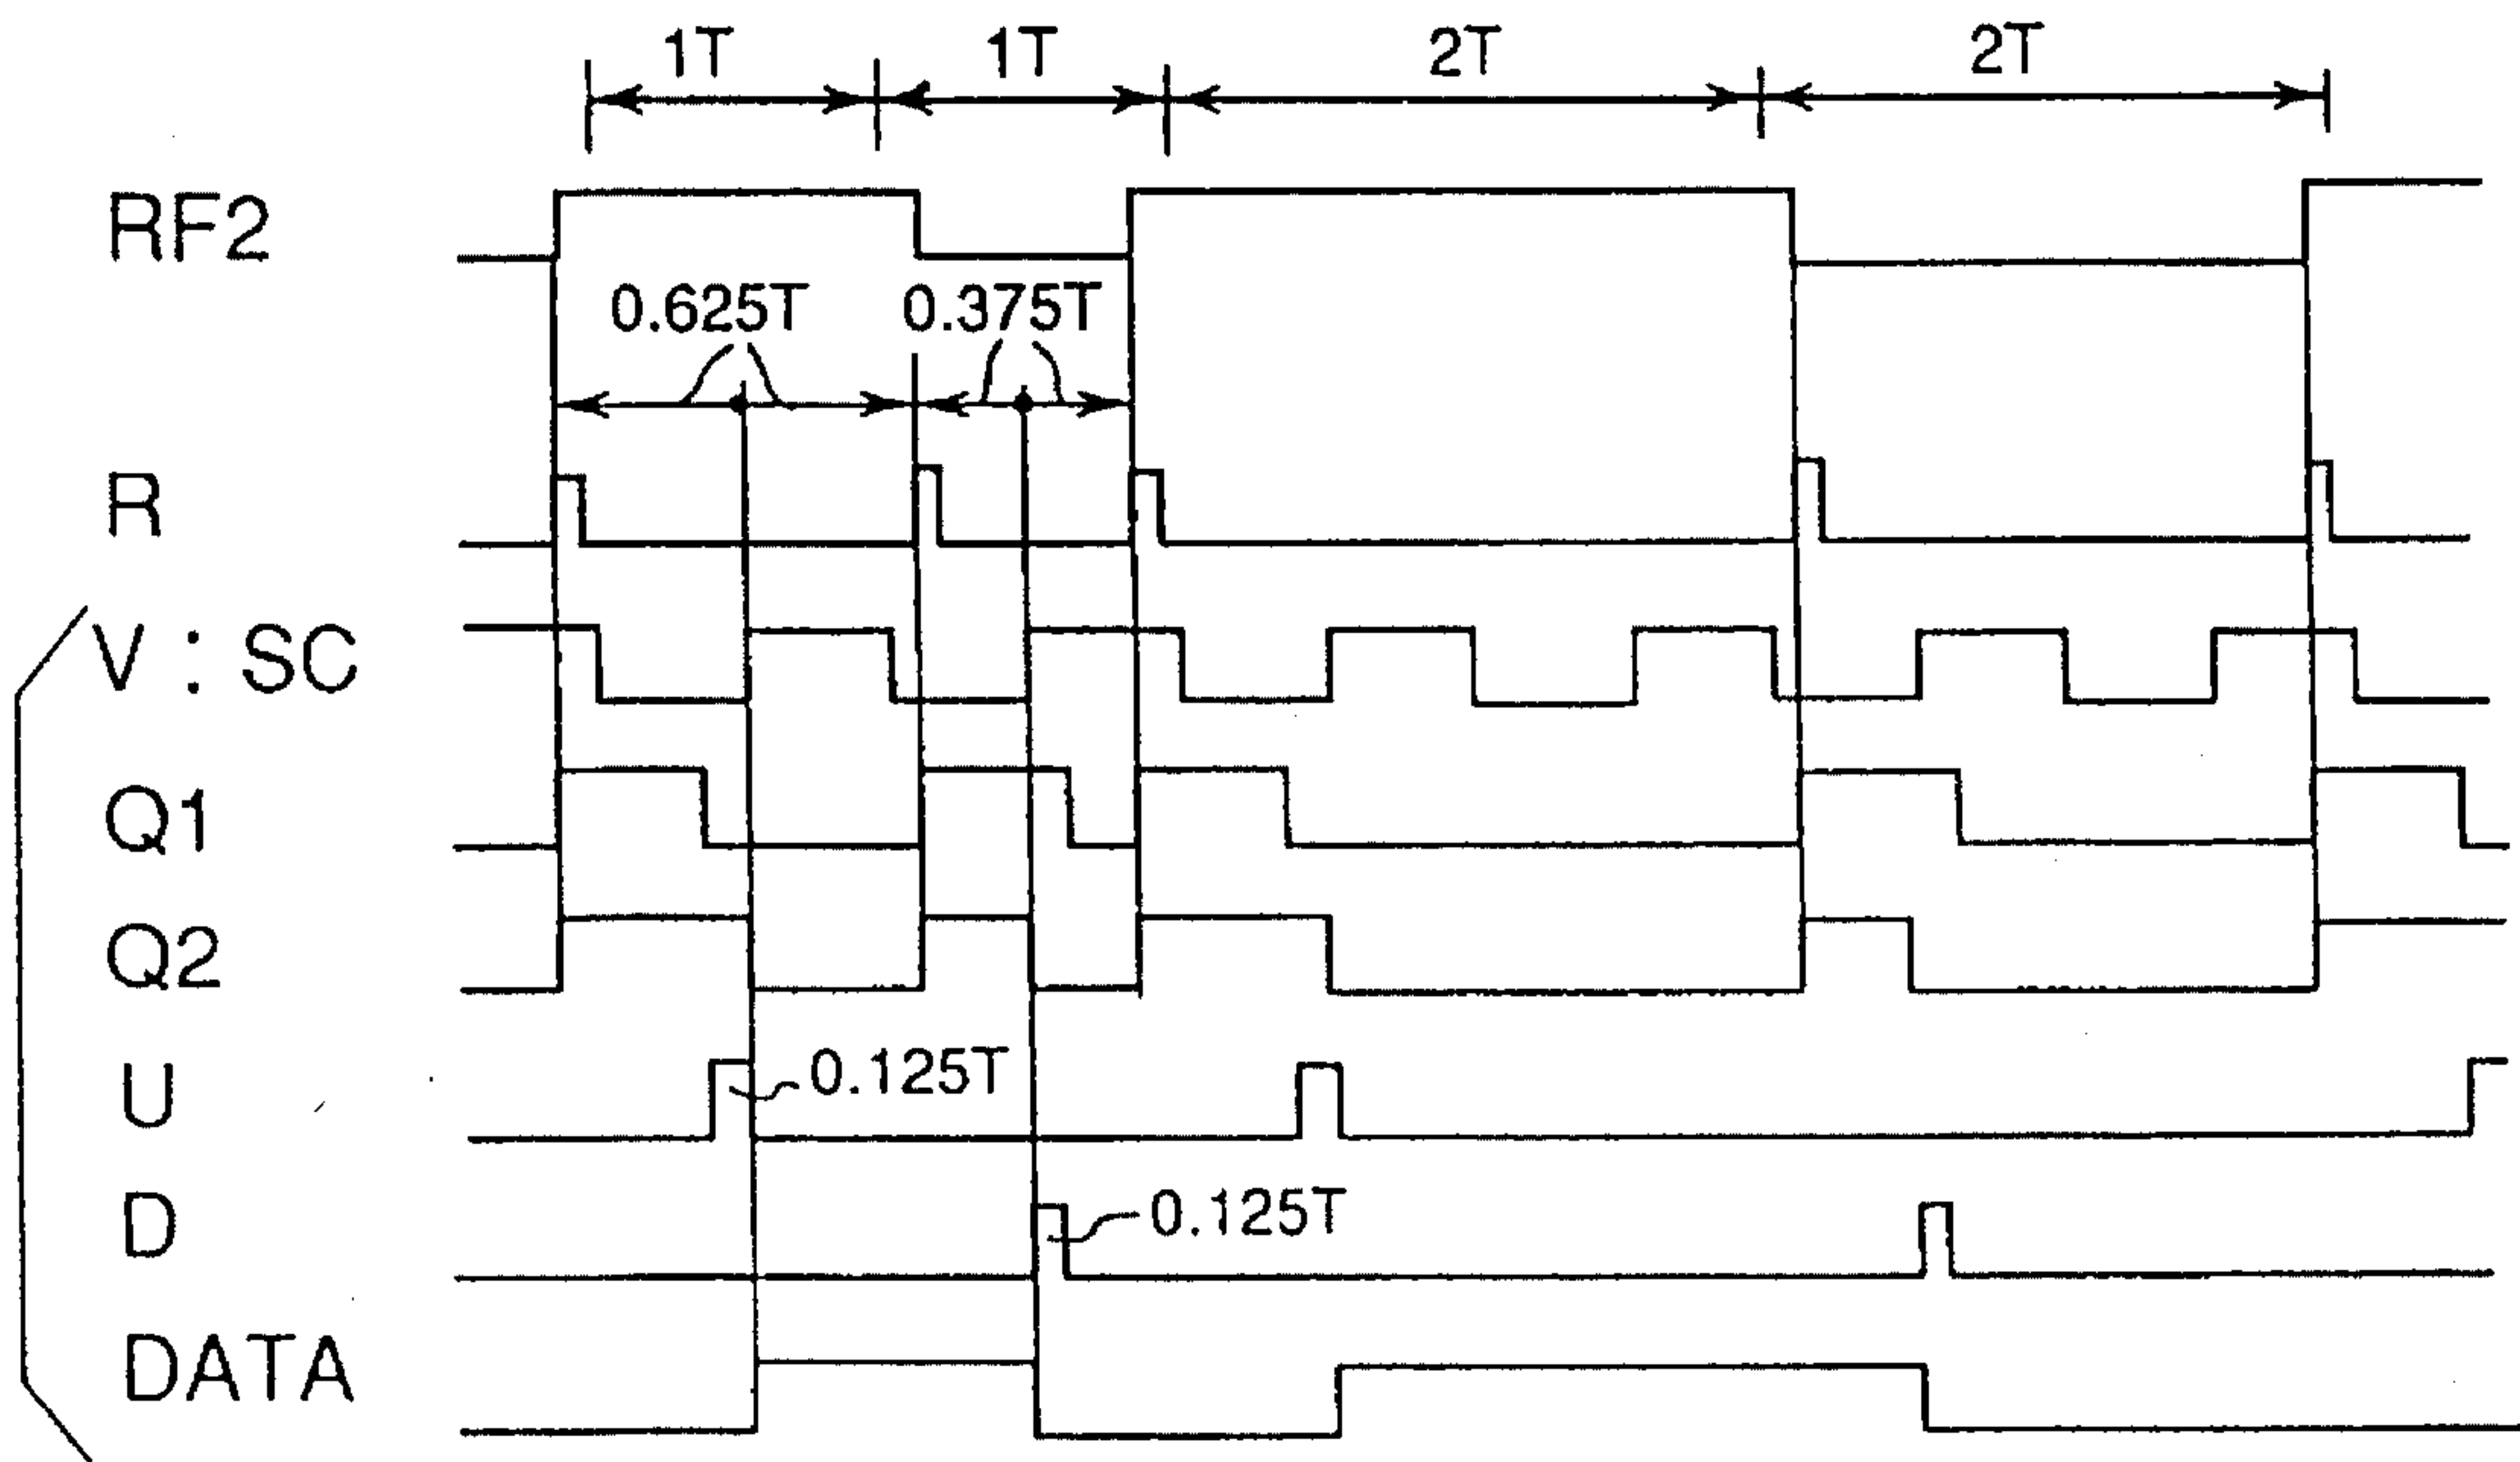 1T 1T 2T 2T
RF2
0.625T 0.375T
R
V : SC
Q1
Q2
U 0.125T
D 0.125T
DATA